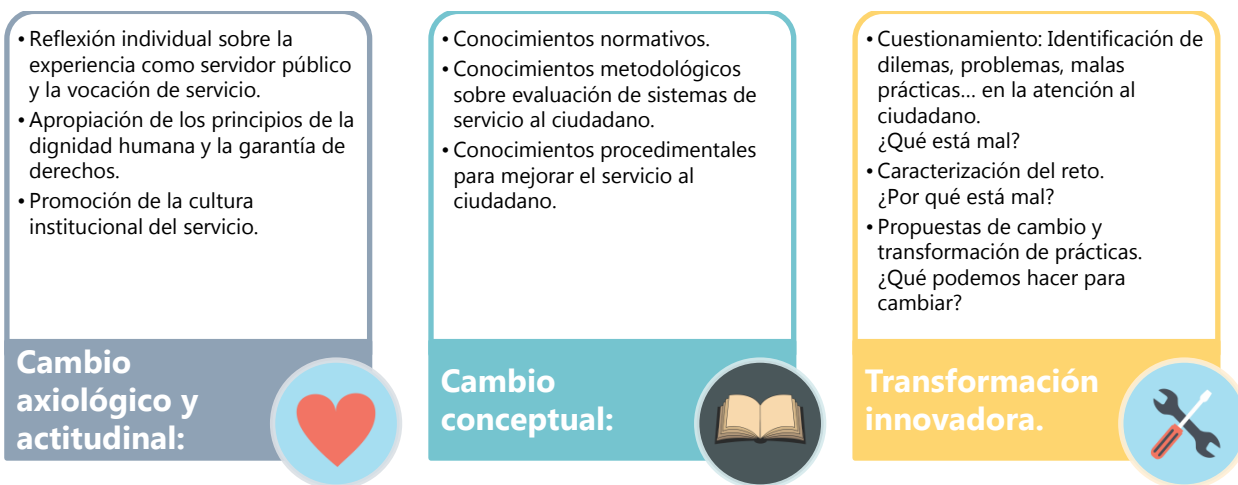 • Reflexión individual sobre la
experiencia como servidor público
y la vocación de servicio.
• Apropiación de los principios de la
dignidad humana y la garantía de
derechos.
• Promoción de la cultura
institucional del servicio.
Cambio
axiológico y
actitudinal:
• Conocimientos normativos.
• Conocimientos metodológicos
sobre evaluación de sistemas de
servicio al ciudadano.
• Conocimientos procedimentales
para mejorar el servicio al
ciudadano.
Cambio
conceptual:
• Cuestionamiento: Identificación de
dilemas, problemas, malas
prácticas... en la atención al
ciudadano.
¿Qué está mal?
• Caracterización del reto.
¿Por qué está mal?
• Propuestas de cambio y
transformación de prácticas.
¿Qué podemos hacer para
cambiar?
Transformación
innovadora.